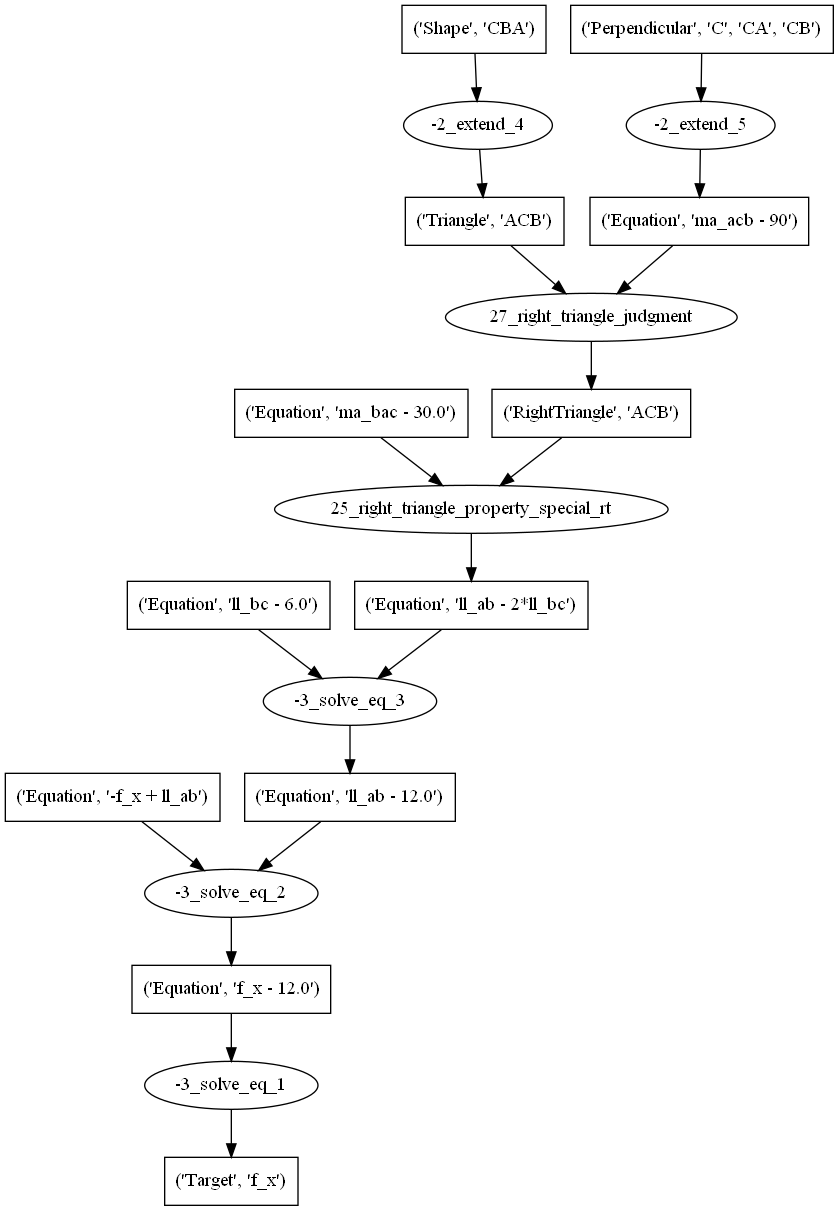 ('Shape', 'CBA')
('Perpendicular', 'C', 'CA', 'CB')
-2_extend_4
-2_extend_5
('Triangle', 'ACB')
('Equation', 'ma_acb - 90')
27_right_triangle_judgment
('Equation', 'ma_bac - 30.0')
('RightTriangle', 'ACB')
25_right_triangle_property_special_rt
('Equation', 'll_bc - 6.0')
('Equation', 'll_ab - 2*ll_bc')
-3_solve_eq_3
('Equation', '-f_x + ll_ab')
('Equation', 'll_ab - 12.0')
-3_solve_eq_2
('Equation', 'f_x - 12.0')
-3_solve_eq_1
('Target', 'f_x')